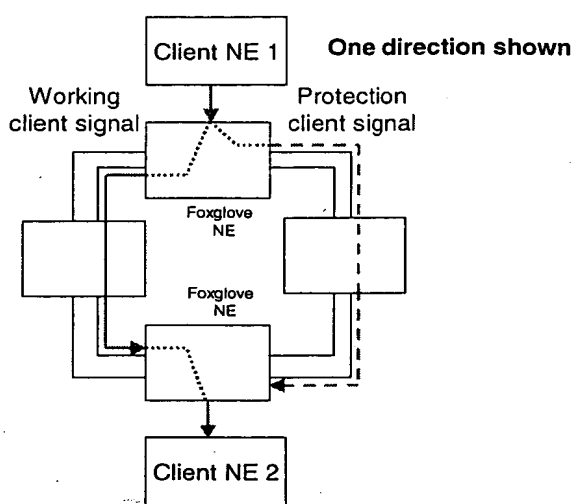 Client NE 1
One direction shown
Working
client signal
Protection
client signal
Foxglove
NE
Foxglove
NE
Client NE 2